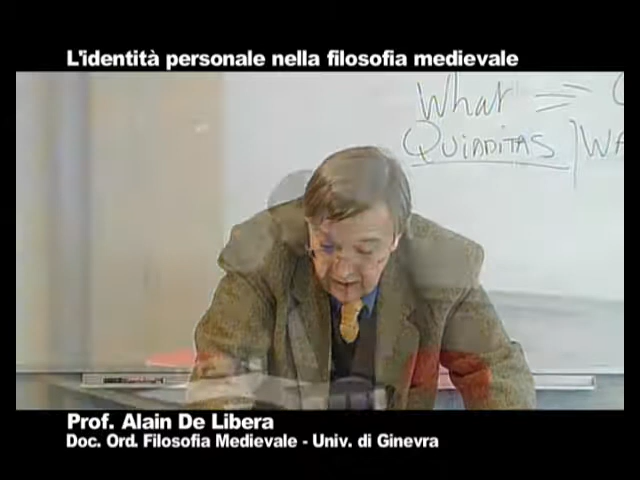 L'identità personale nella filosofia medievale
What =
QUIDDITAS
Prof. Alain De Libera
Doc. Ord. Filosofia Medievale - Univ. di Ginevra